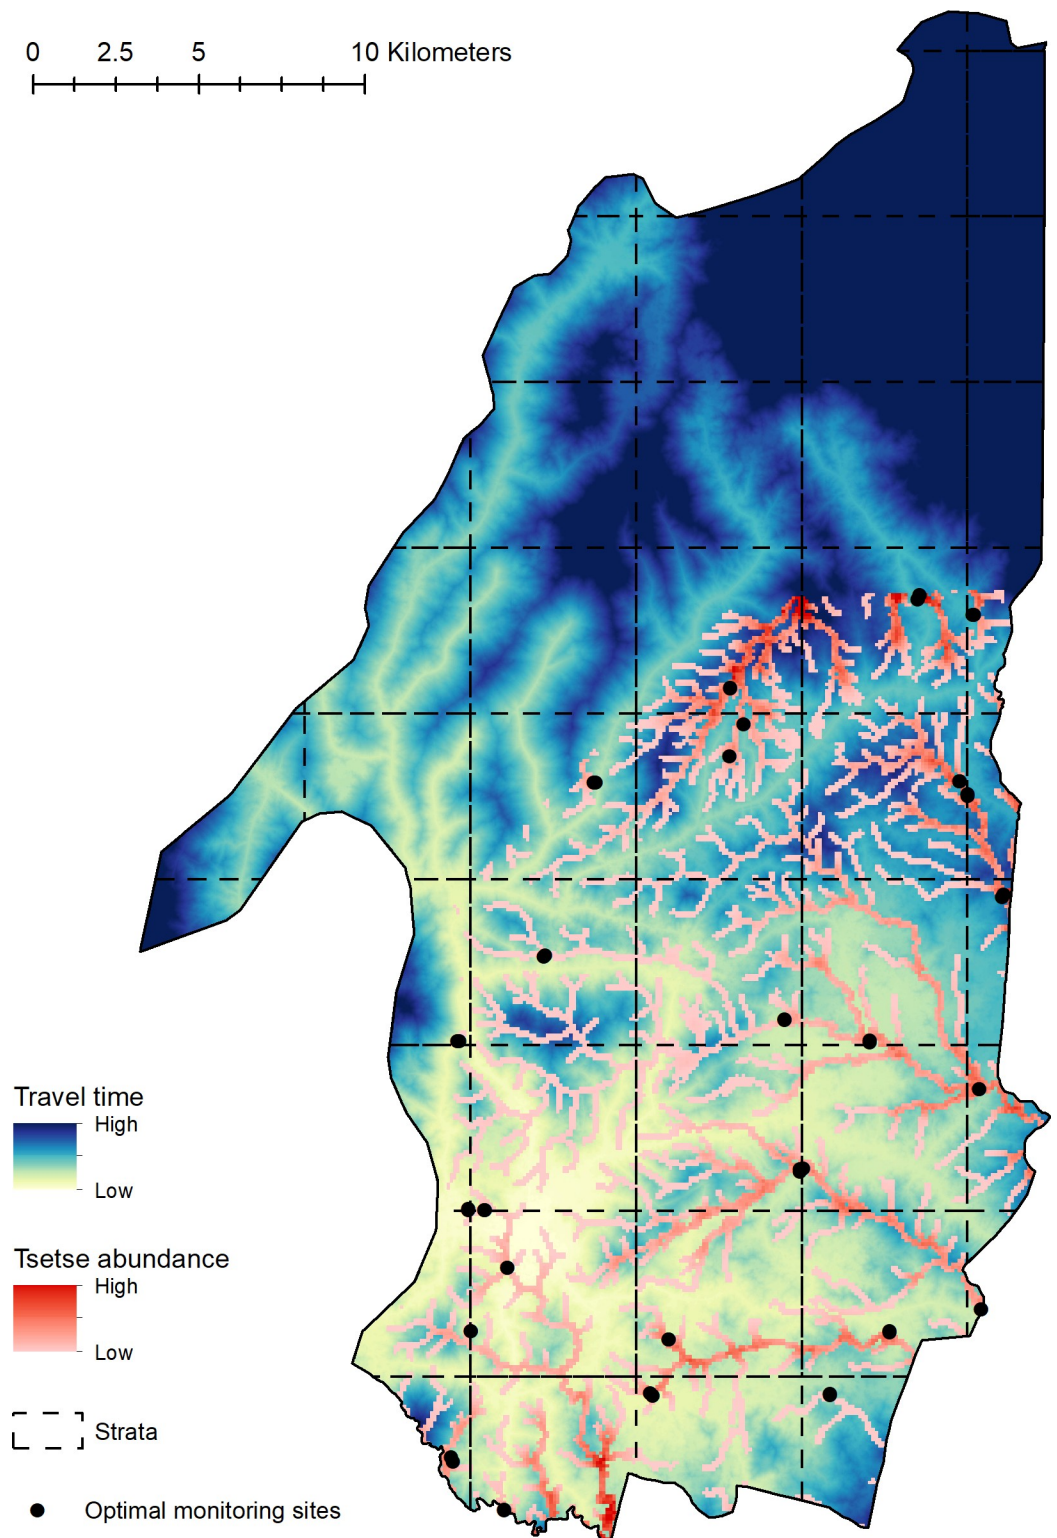 0 2.5 5 10 Kilometers
Travel time
High
Low
Tsetse abundance
High
Low
Strata
Optimal monitoring sites